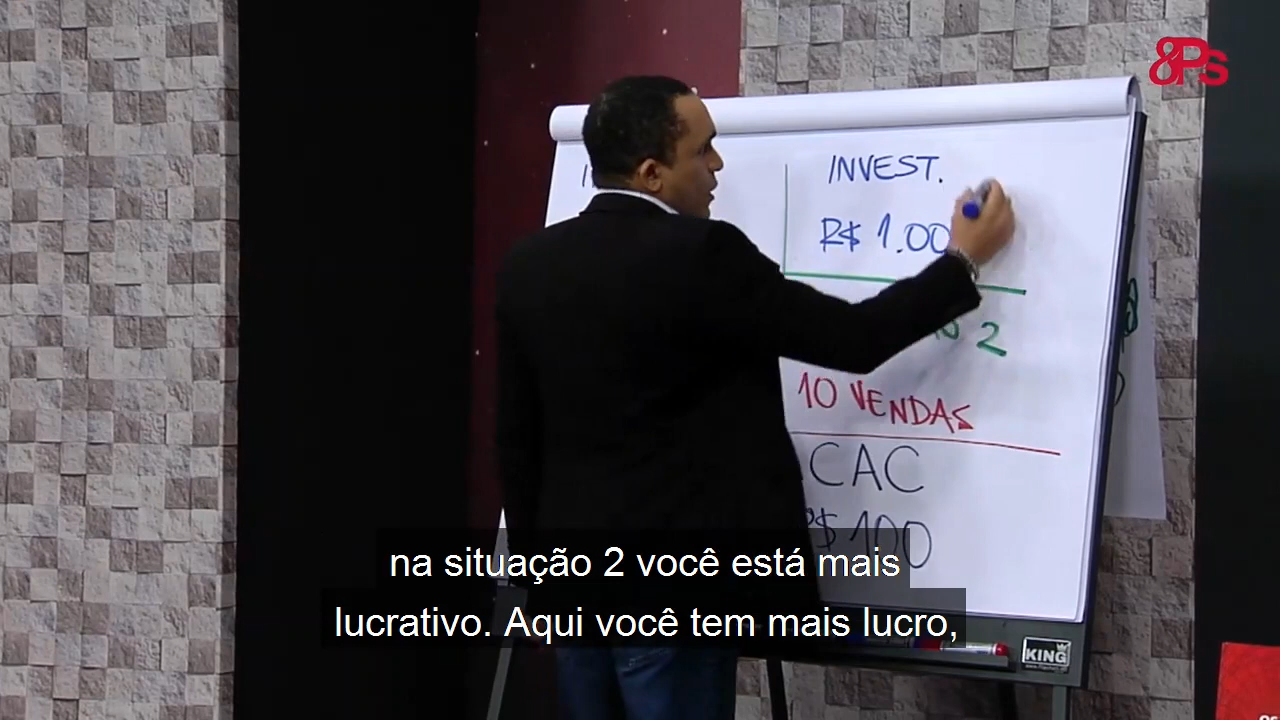 8Ps
INVEST.
R$ 1.00
2
10 VENDAS
CAC
R$ 100
na situação 2 você está mais
lucrativo. Aqui você tem mais lucro,
KING